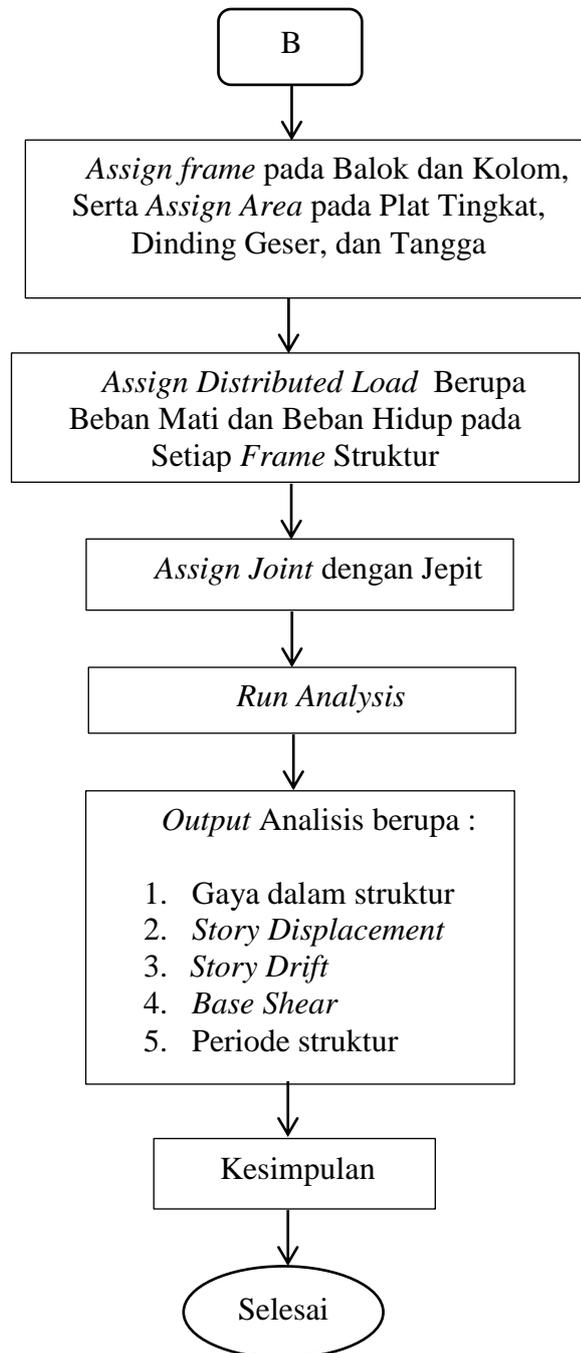 B
Assign frame pada Balok dan Kolom,
Serta Assign Area pada Plat Tingkat,
Dinding Geser, dan Tangga
Assign Distributed Load Berupa
Beban Mati dan Beban Hidup pada
Setiap Frame Struktur
Assign Joint dengan Jepit
Run Analysis
Output Analisis berupa :
1. Gaya dalam struktur
2. Story Displacement
3. Story Drift
4. Base Shear
5. Periode struktur
Kesimpulan
Selesai